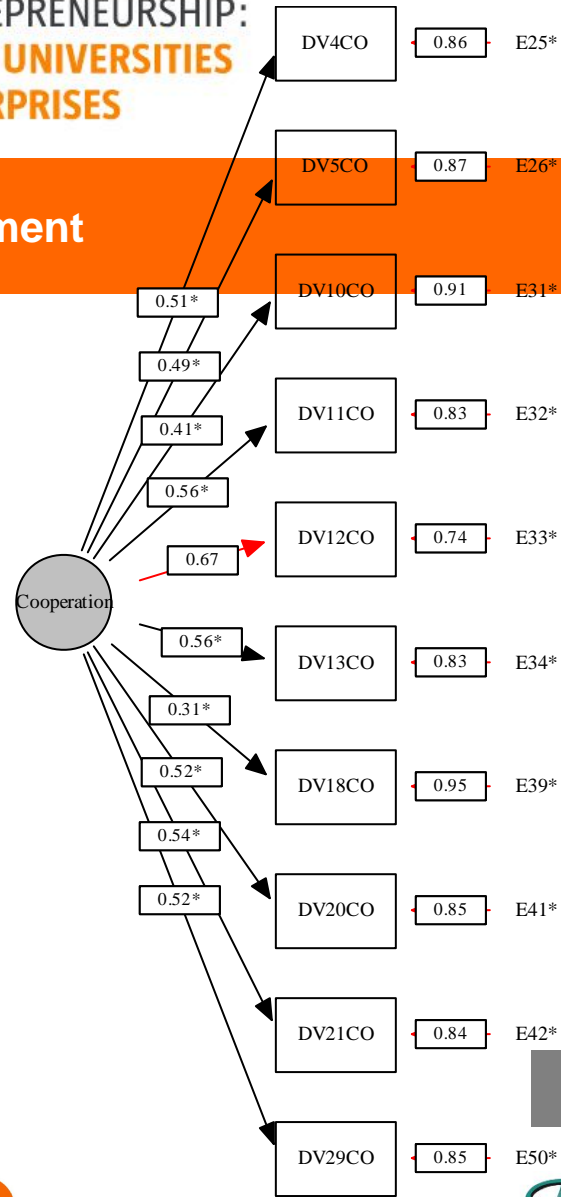 EPRENEURSHIP:
UNIVERSITIES
RPRISES
ment
DV4CO 0.86 E25*
DV5CO 0.87 E26*
0.51* DV10CO 0.91 E31*
0.49*
0.41* DV11CO 0.83 E32*
0.56*
0.67 DV12CO 0.74 E33*
Cooperation
0.56* DV13CO 0.83 E34*
0.31*
0.52* DV18CO 0.95 E39*
0.54*
0.52* DV20CO 0.85 E41*
DV21CO 0.84 E42*
DV29CO 0.85 E50*